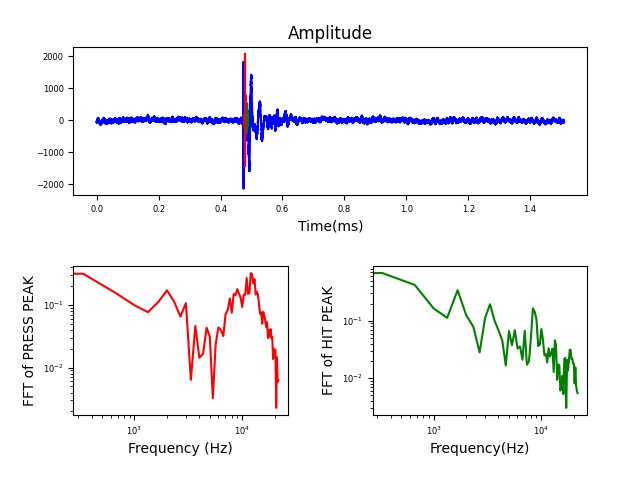 Amplitude
2000
1000
0
−1000
−2000
0.0 0.2 0.4 0.6 0.8 1.0 1.2 1.4
Time(ms)
FFT of PRESS PEAK
10⁻¹
10⁻²
10³ 10⁴
Frequency (Hz)
FFT of HIT PEAK
10⁻¹
10⁻²
10³ 10⁴
Frequency(Hz)